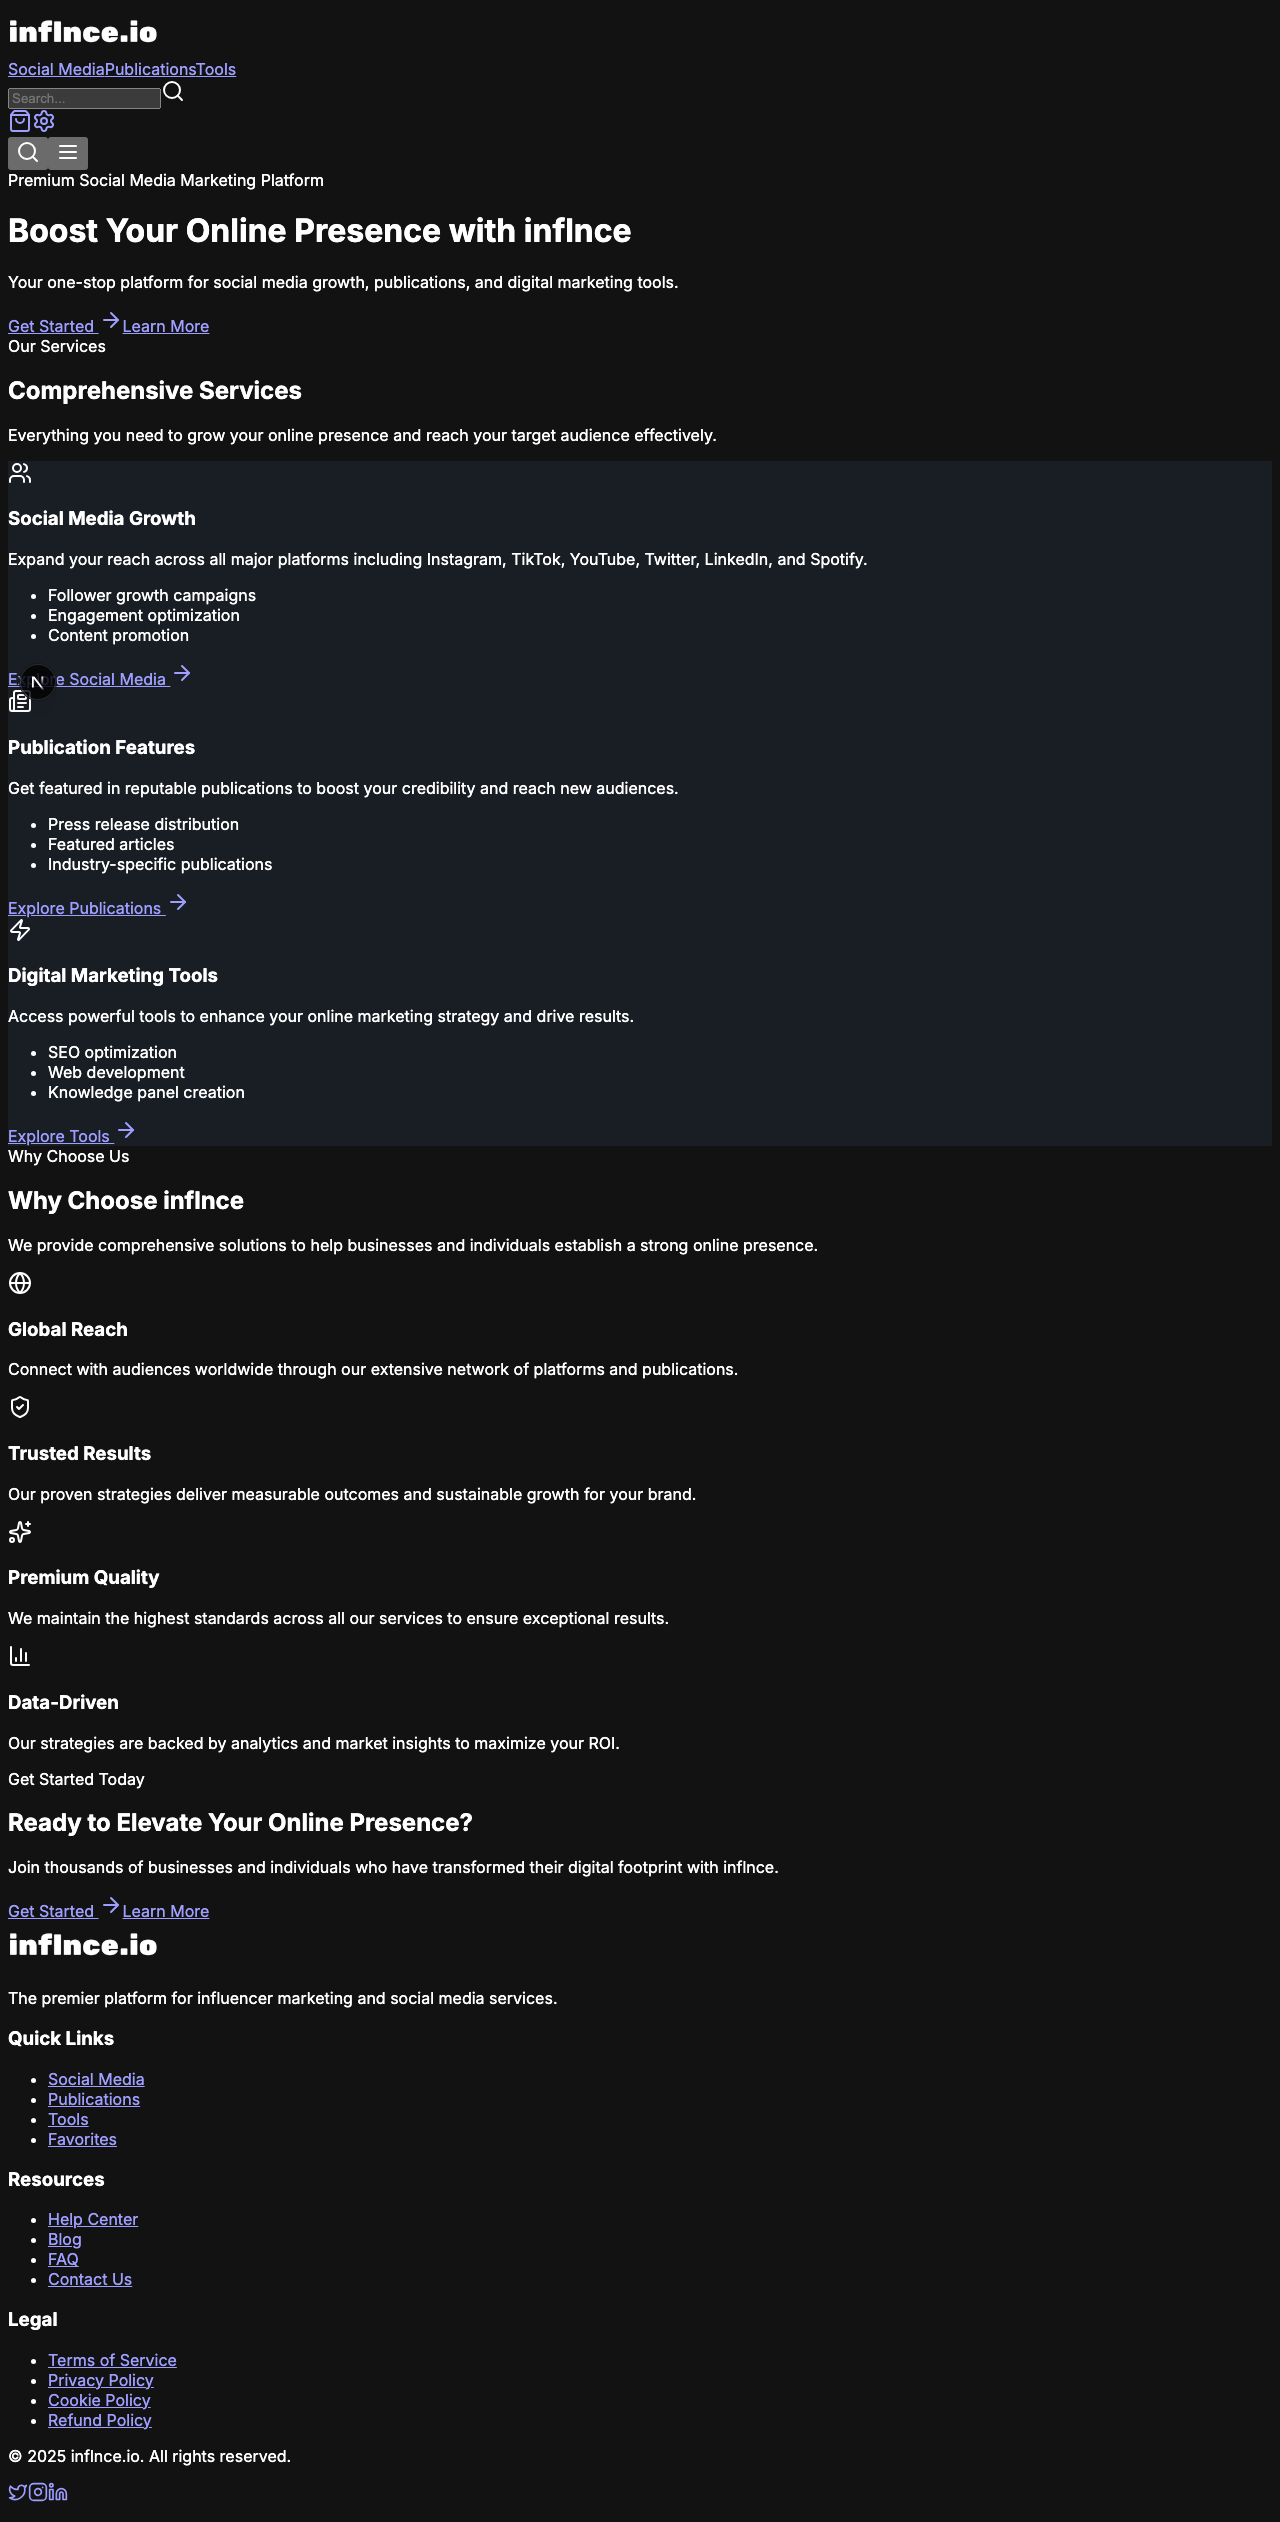 inflnce.io
Social MediaPublicationsTools
Search...
Premium Social Media Marketing Platform
Boost Your Online Presence with inflnce
Your one-stop platform for social media growth, publications, and digital marketing tools.
Get Started Learn More
Our Services
Comprehensive Services
Everything you need to grow your online presence and reach your target audience effectively.
Social Media Growth
Expand your reach across all major platforms including Instagram, TikTok, YouTube, Twitter, LinkedIn, and Spotify.
Follower growth campaigns
Engagement optimization
Content promotion
Explore Social Media
N
Publication Features
Get featured in reputable publications to boost your credibility and reach new audiences.
Press release distribution
Featured articles
Industry-specific publications
Explore Publications
Digital Marketing Tools
Access powerful tools to enhance your online marketing strategy and drive results.
SEO optimization
Web development
Knowledge panel creation
Explore Tools
Why Choose Us
Why Choose inflnce
We provide comprehensive solutions to help businesses and individuals establish a strong online presence.
Global Reach
Connect with audiences worldwide through our extensive network of platforms and publications.
Trusted Results
Our proven strategies deliver measurable outcomes and sustainable growth for your brand.
Premium Quality
We maintain the highest standards across all our services to ensure exceptional results.
Data-Driven
Our strategies are backed by analytics and market insights to maximize your ROI.
Get Started Today
Ready to Elevate Your Online Presence?
Join thousands of businesses and individuals who have transformed their digital footprint with inflnce.
Get Started Learn More
inflnce.io
The premier platform for influencer marketing and social media services.
Quick Links
Social Media
Publications
Tools
Favorites
Resources
Help Center
Blog
FAQ
Contact Us
Legal
Terms of Service
Privacy Policy
Cookie Policy
Refund Policy
© 2025 inflnce.io. All rights reserved.